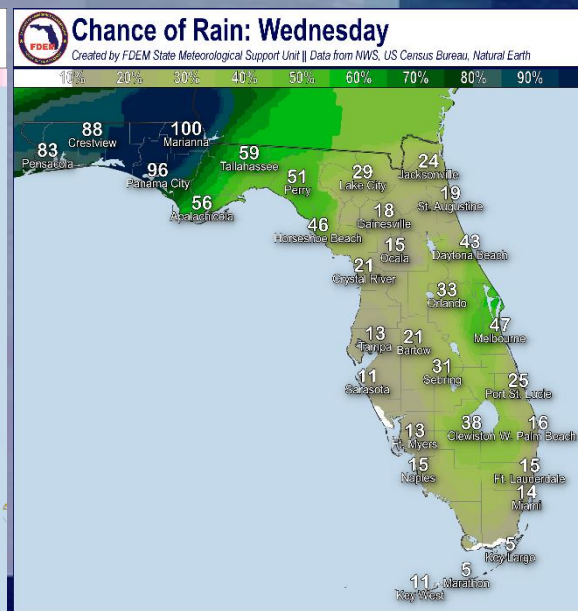 FDEM
Chance of Rain: Wednesday
Created by FDEM State Meteorological Support Unit || Data from NWS, US Census Bureau, Natural Earth
10% 20% 30% 40% 50% 60% 70% 80% 90%
88
Crestview
100
Marianna
83
Pensacola
59
Tallahassee
96
Panama City
51
Perry
29
Lake City
24
Jacksonville
56
Apalachicola
19
St. Augustine
18
Gainesville
46
Horseshoe Beach
15
Ocala
43
Daytona Beach
21
Crystal River
33
Orlando
47
Melbourne
13
Tampa
21
Bartow
11
Sarasota
31
Sebring
25
Port St. Lucie
13
Ft. Myers
38
Clewiston
16
W. Palm Beach
15
Naples
15
Ft. Lauderdale
14
Miami
5
Key Largo
5
Marathon
11
Key West